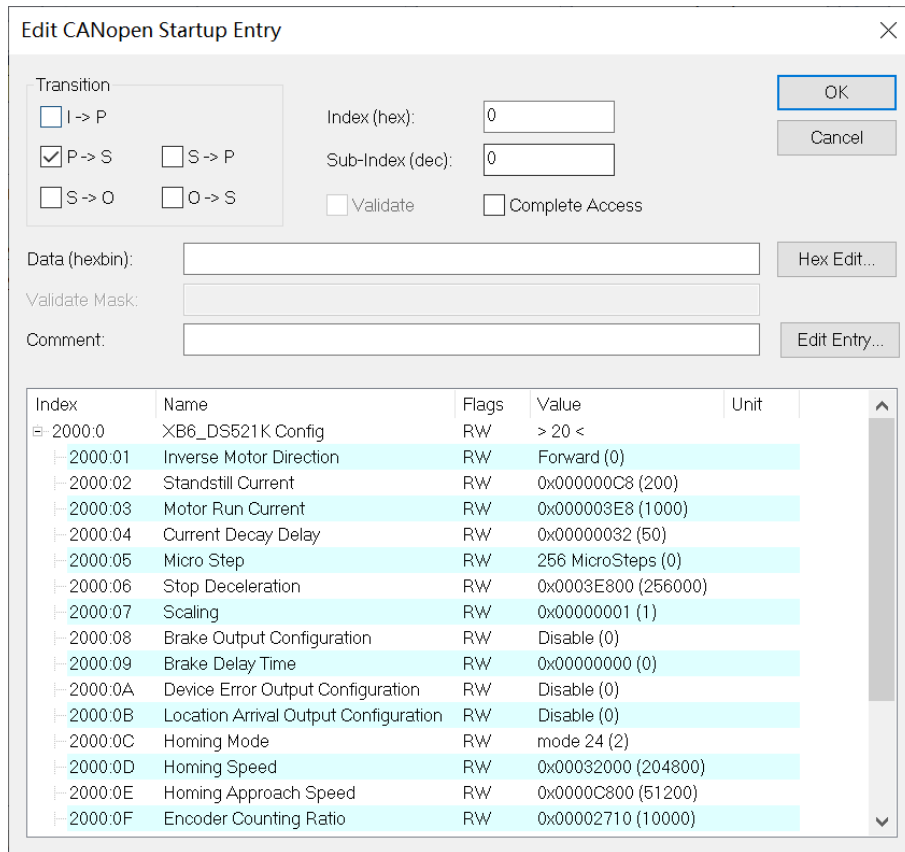 Edit CANopen Startup Entry
Transition
I -> P
P -> S
S -> P
S -> O
O -> S
Index (hex): 0
Sub-Index (dec): 0
Validate
Complete Access
OK
Cancel
Data (hexbin):
Hex Edit...
Validate Mask:
Comment:
Edit Entry...
Index Name Flags Value Unit
2000:0 XB6_DS521K Config RW > 20 <
2000:01 Inverse Motor Direction RW Forward (0)
2000:02 Standstill Current RW 0x000000C8 (200)
2000:03 Motor Run Current RW 0x000003E8 (1000)
2000:04 Current Decay Delay RW 0x00000032 (50)
2000:05 Micro Step RW 256 MicroSteps (0)
2000:06 Stop Deceleration RW 0x0003E800 (256000)
2000:07 Scaling RW 0x00000001 (1)
2000:08 Brake Output Configuration RW Disable (0)
2000:09 Brake Delay Time RW 0x00000000 (0)
2000:0A Device Error Output Configuration RW Disable (0)
2000:0B Location Arrival Output Configuration RW Disable (0)
2000:0C Homing Mode RW mode 24 (2)
2000:0D Homing Speed RW 0x00032000 (204800)
2000:0E Homing Approach Speed RW 0x0000C800 (51200)
2000:0F Encoder Counting Ratio RW 0x00002710 (10000)